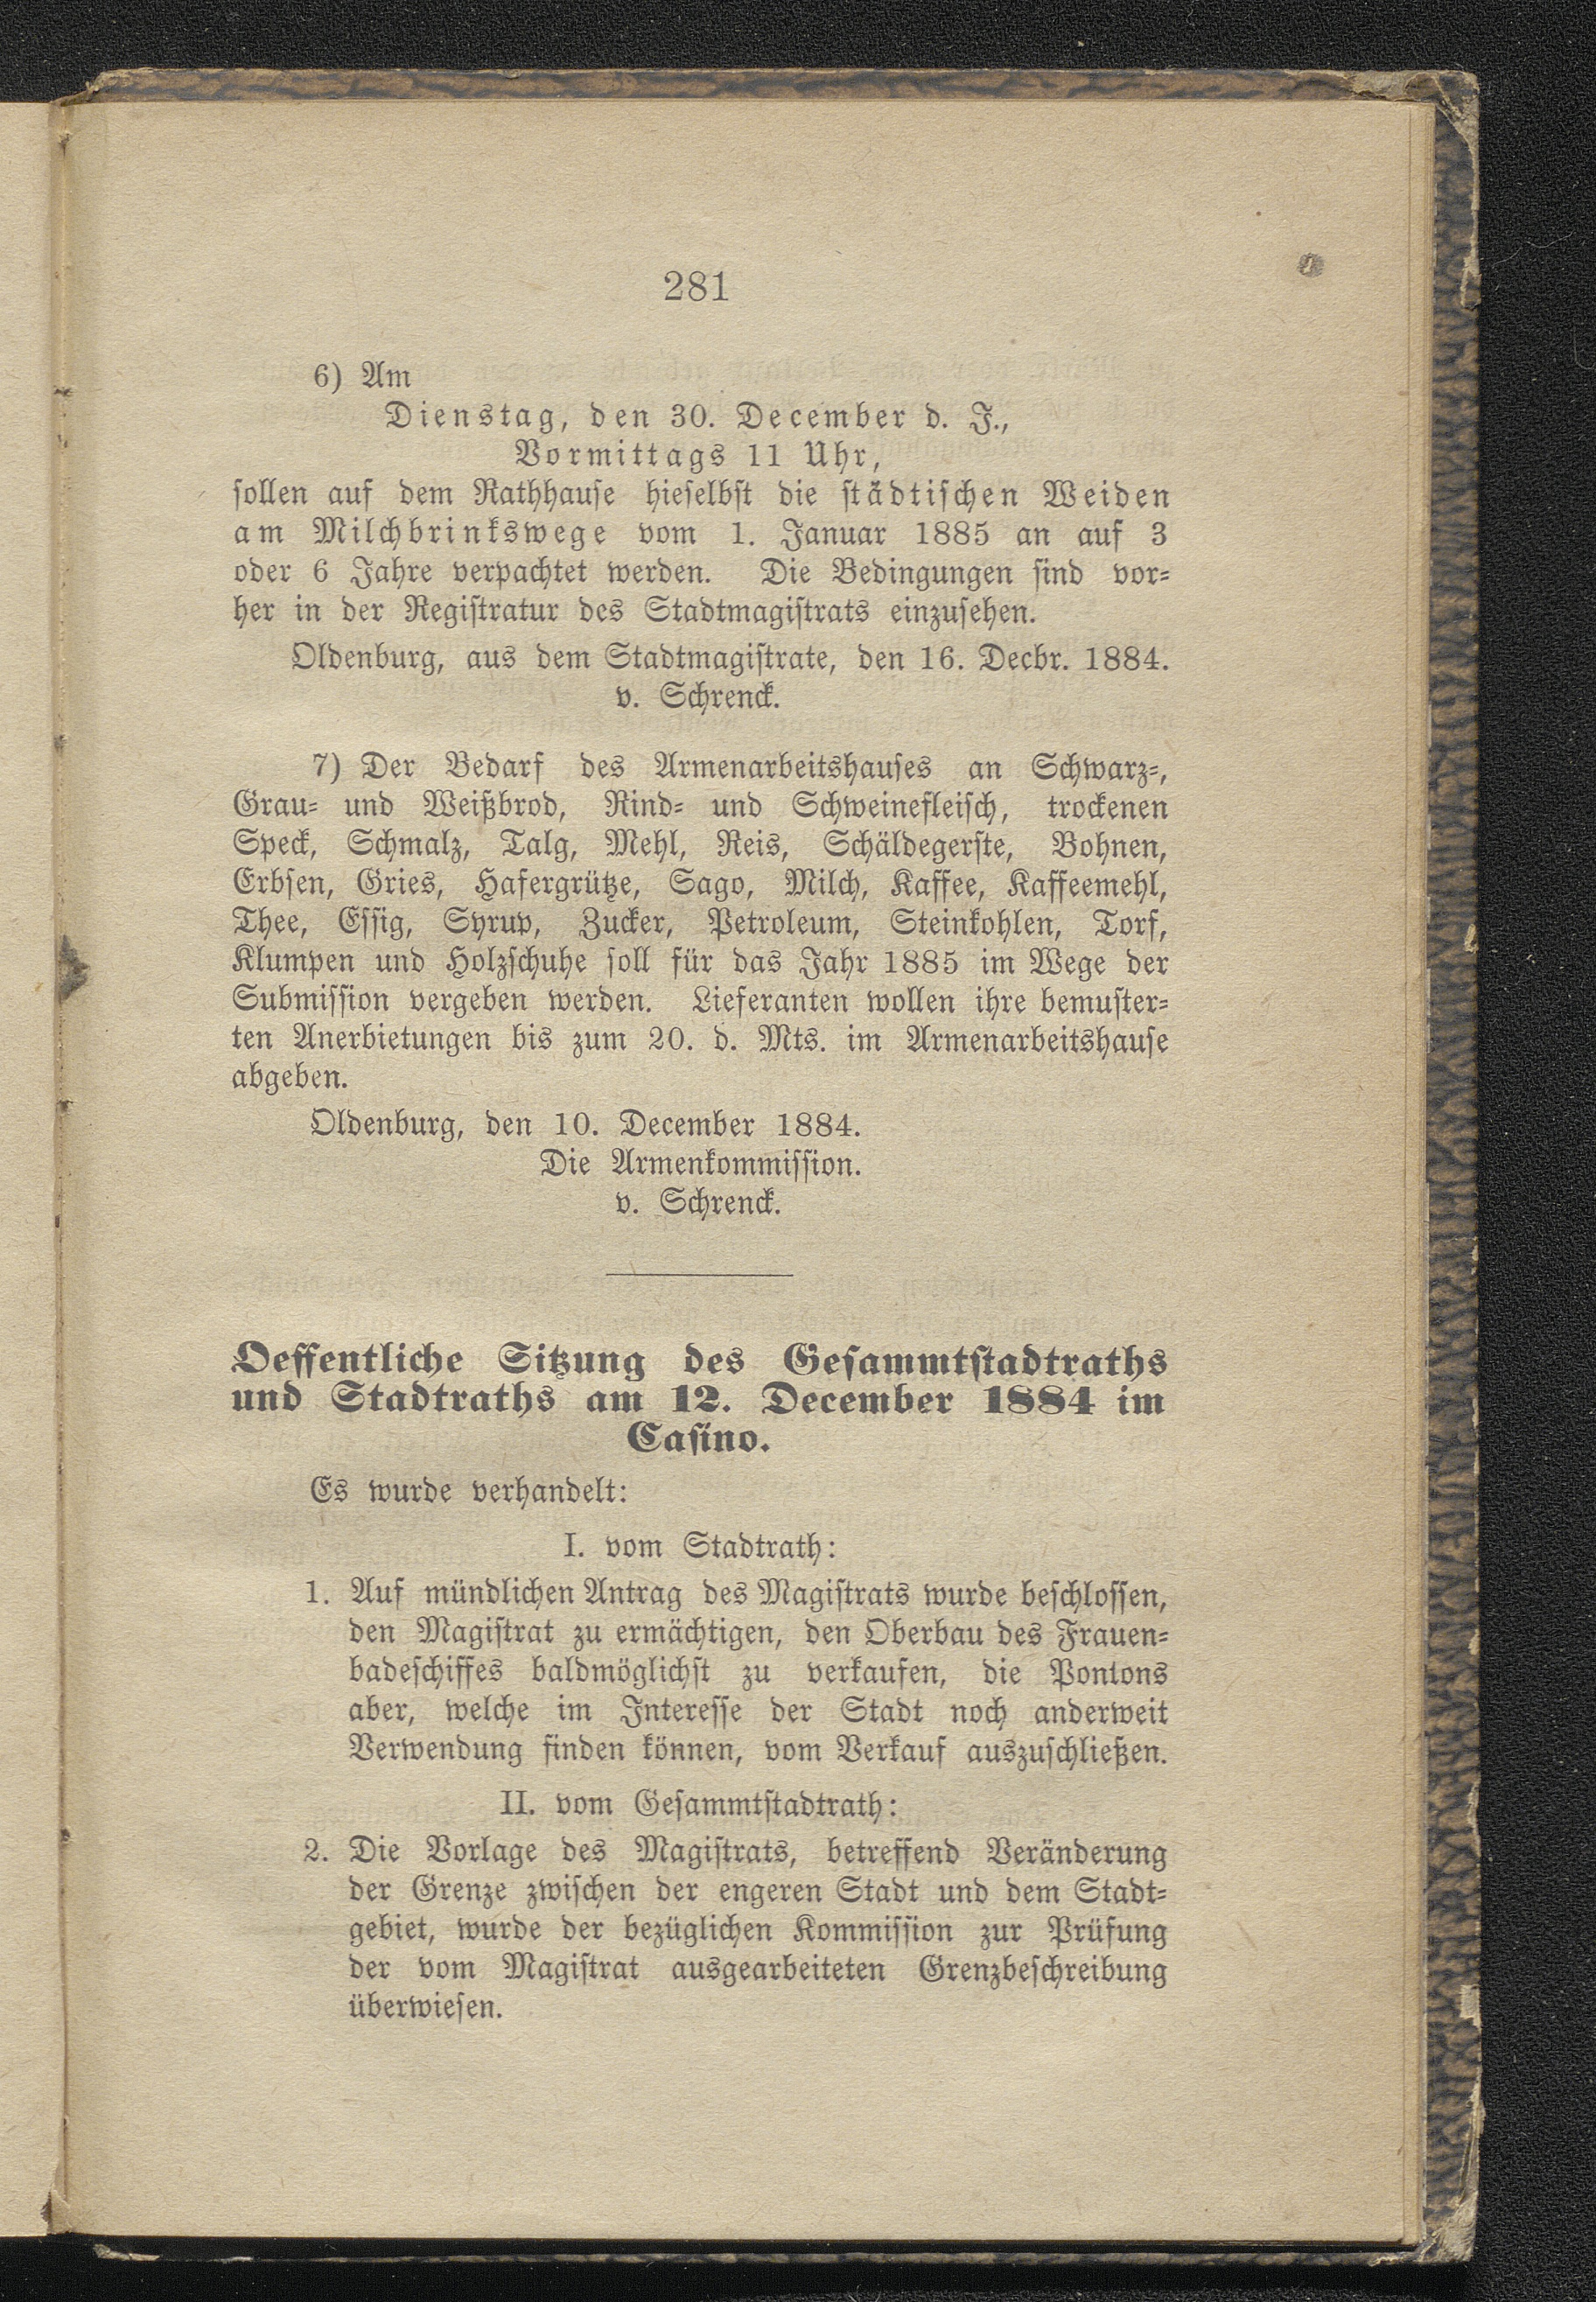 281
6) Am
Dienstag, den 30. December d. J.,
Vormittags 11 Uhr,
ſollen auf dem Rathhauſe hieſelbſt die ſtädtiſchen Weiden
am Milchbrinkswege vom 1. Januar 1885 an auf 3
oder 6 Jahre verpachtet werden. Die Bedingungen ſind vor-
her in der Regiſtratur des Stadtmagiſtrats einzuſehen.
Oldenburg, aus dem Stadtmagiſtrate, den 16. Decbr. 1884.
v. Schrenck.
7) Der Bedarf des Armenarbeitshauſes an Schwarz-,
Grau- und Weißbrod, Rind- und Schweinefleiſch, trockenen
Speck, Schmalz, Talg, Mehl, Reis, Schäldegerſte, Bohnen,
Erbſen, Gries, Hafergrütze, Sago, Milch, Kaffee, Kaffeemehl,
Thee, Eſſig, Syrup, Zucker, Petroleum, Steinkohlen, Torf,
Klumpen und Holzſchuhe ſoll für das Jahr 1885 im Wege der
Submiſſion vergeben werden. Lieferanten wollen ihre bemuſter-
ten Anerbietungen bis zum 20. d. Mts. im Armenarbeitshauſe
abgeben.
Oldenburg, den 10. December 1884.
Die Armenkommiſſion.
v. Schrenck.
Oeffentliche Sitzung des Geſammtſtadtraths
und Stadtraths am 12. December 1884 im
Caſino.
Es wurde verhandelt:
I. vom Stadtrath:
1. Auf mündlichen Antrag des Magiſtrats wurde beſchloſſen,
den Magiſtrat zu ermächtigen, den Oberbau des Frauen-
badeſchiffes baldmöglichſt zu verkaufen, die Pontons
aber, welche im Intereſſe der Stadt noch anderweit
Verwendung finden können, vom Verkauf auszuſchließen.
II. vom Geſammtſtadtrath:
2. Die Vorlage des Magiſtrats, betreffend Veränderung
der Grenze zwiſchen der engeren Stadt und dem Stadt-
gebiet, wurde der bezüglichen Kommiſſion zur Prüfung
der vom Magiſtrat ausgearbeiteten Grenzbeſchreibung
überwieſen.